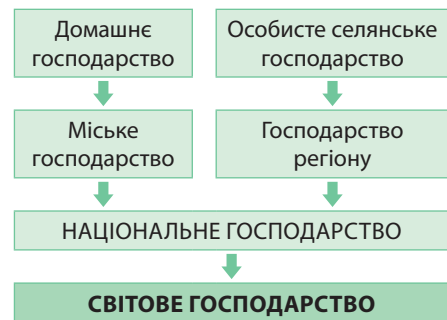 Домашнє
господарство
Особисте селянське
господарство
Міське
господарство
Господарство
регіону
НАЦІОНАЛЬНЕ ГОСПОДАРСТВО
СВІТОВЕ ГОСПОДАРСТВО